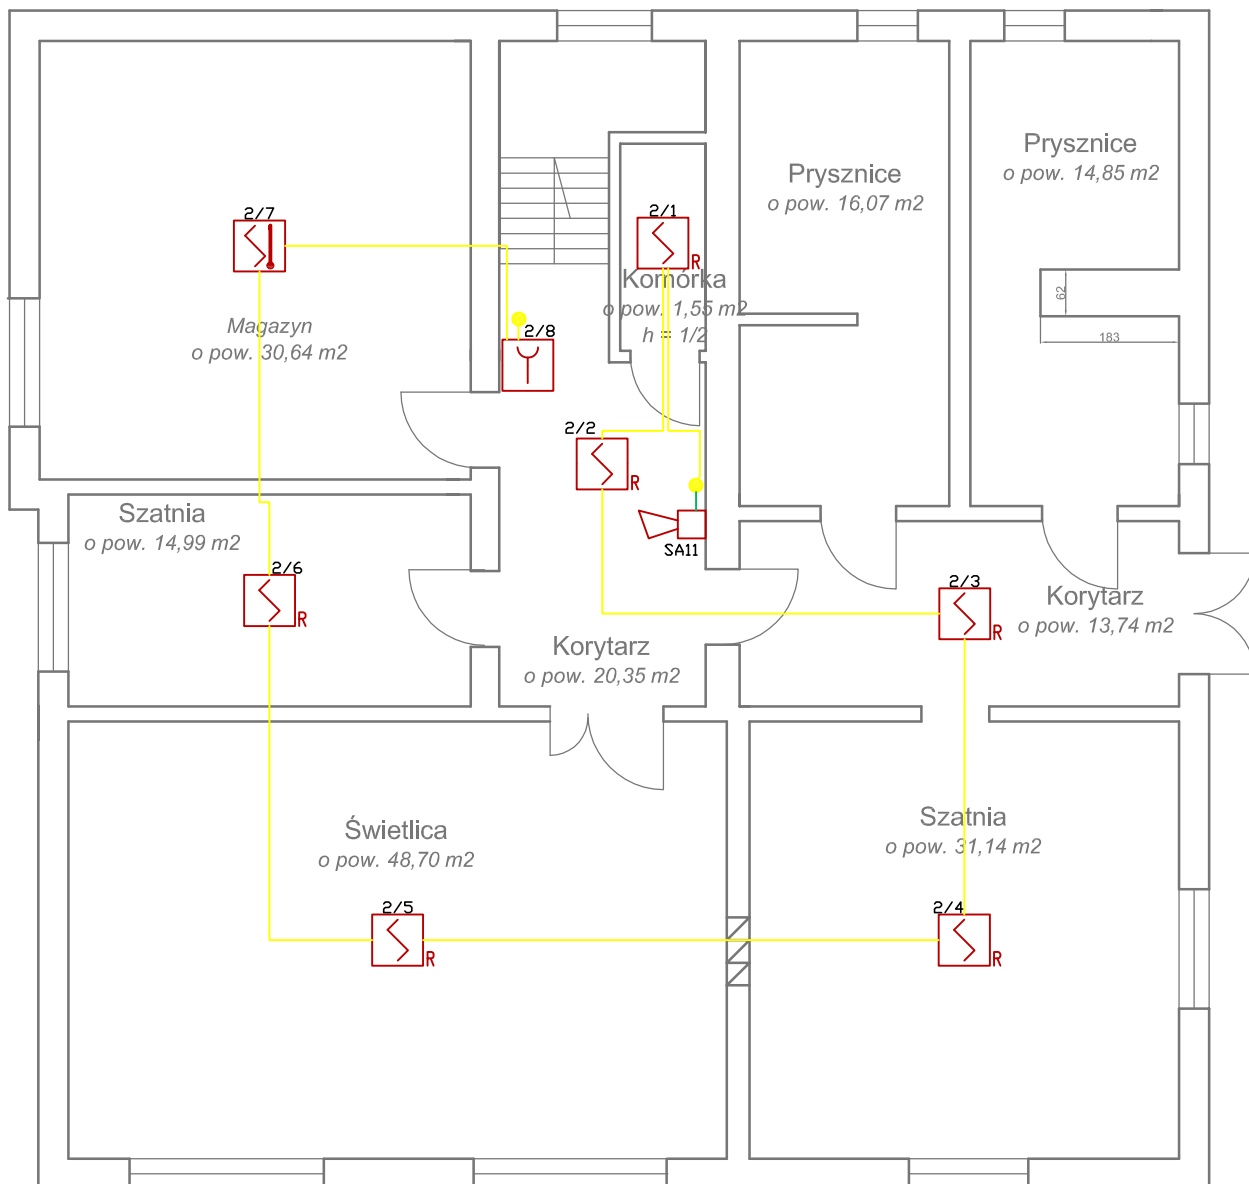 Prysznice
o pow. 14,85 m2
Prysznice
o pow. 16,07 m2
2/7
2/1
R
Komórka
o pow. 1,55 m2
h = 1/2
62
183
Magazyn
o pow. 30,64 m2
2/8
2/2
R
SA11
Szatnia
o pow. 14,99 m2
2/6
R
2/3
R
Korytarz
o pow. 13,74 m2
Korytarz
o pow. 20,35 m2
Świetlica
o pow. 48,70 m2
Szatnia
o pow. 31,14 m2
2/5
R
2/4
R